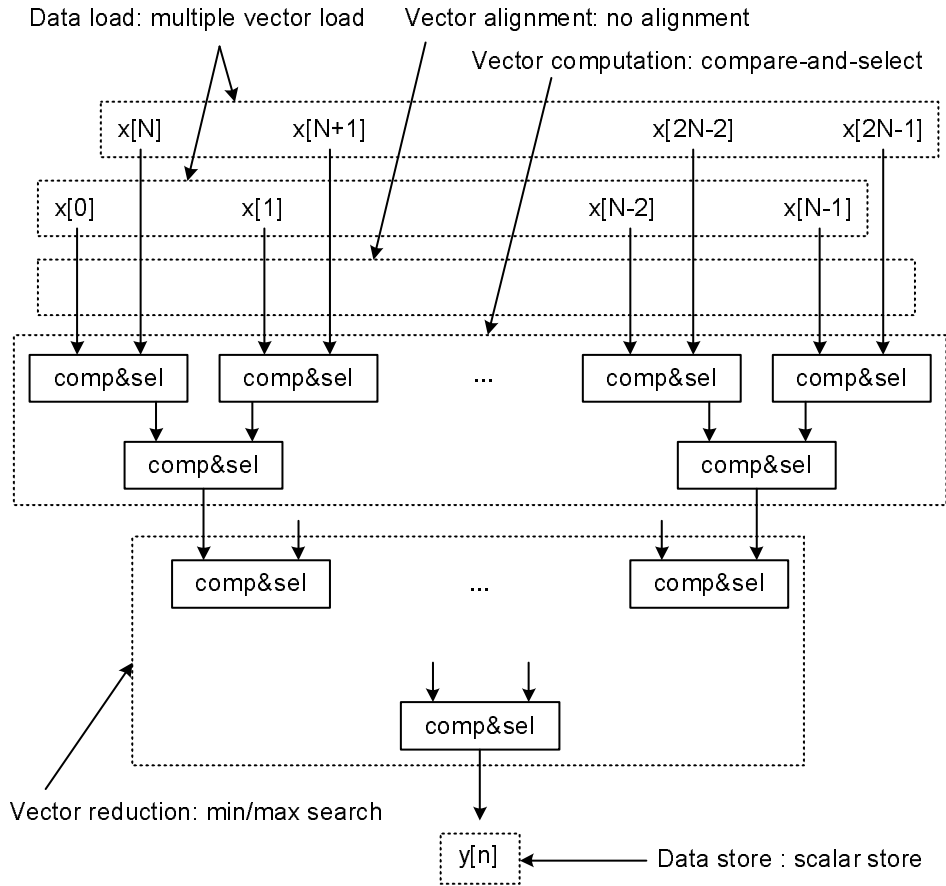 Data load: multiple vector load
Vector alignment: no alignment
Vector computation: compare-and-select
x[N] x[N+1] x[2N-2] x[2N-1]
x[0] x[1] x[N-2] x[N-1]
comp&sel comp&sel ... comp&sel comp&sel
comp&sel comp&sel
comp&sel ... comp&sel
comp&sel
Vector reduction: min/max search
y[n]
Data store : scalar store